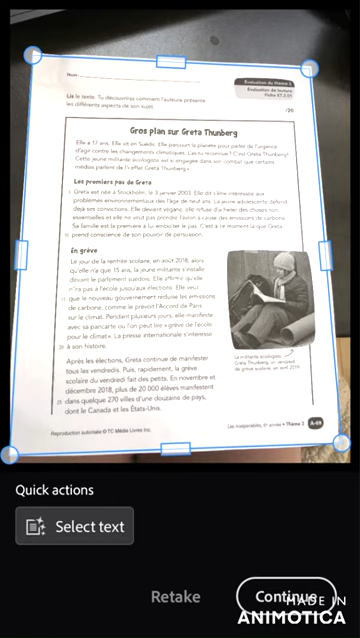 Nom
Évaluation du thème 2
Évaluation de lecture
/20
Lis le texte. Tu découvriras comment l'auteure présente
les différents aspects de son sujet.
Gros plan sur Greta Thunberg
Elle a 17 ans. Elle vit en Suède. Elle parcourt la planète pour parler de l'urgence
d'agir contre les changements climatiques. L'as-tu reconnue ? C'est Greta Thunberg!
Cette jeune militante écologiste est si engagée dans son combat que certains
médias parlent de l'«effet Greta Thunberg».
Les premiers pas de Greta
Greta est née à Stockholm, le 3 janvier 2003. Elle dit s'être intéressée aux
problèmes environnementaux dès l'âge de neuf ans. La jeune adolescente défend
déjà ses convictions. Elle devient végane, elle refuse d'acheter des choses non
essentielles et elle ne veut pas prendre l'avion à cause des émissions de carbone.
Sa famille est la première à lui emboîter le pas. C'est à ce moment là que Greta
10 prend conscience de son pouvoir de persuasion.
En grève
Le jour de la rentrée scolaire, en août 2018, alors
qu'elle n'a que 15 ans, la jeune militante s'installe
devant le parlement suédois. Elle affirme qu'elle
n'ira pas à l'école jusqu'aux élections. Elle veut
15 que le nouveau gouvernement réduise les émissions
de carbone, comme le prévoit l'Accord de Paris
sur le climat. Pendant plusieurs jours, elle manifeste
avec sa pancarte où l'on peut lire «grève de l'école
pour le climat». La presse internationale s'intéresse
20 à son histoire.
La militante écologiste
Greta Thunberg, un vendredi
de grève scolaire, en avril 2019.
Après les élections, Greta continue de manifester
tous les vendredis. Puis, rapidement, la grève
scolaire du vendredi fait des petits. En novembre et
décembre 2018, plus de 20 000 élèves manifestent
25 dans quelque 270 villes d'une douzaine de pays,
dont le Canada et les États-Unis.
Reproduction autorisée © TC Média Livres Inc.
Les inséparables, 6e année • Thème 2 A-69
Quick actions
Select text
Retake
Continue
MADE IN
ANIMOTICA